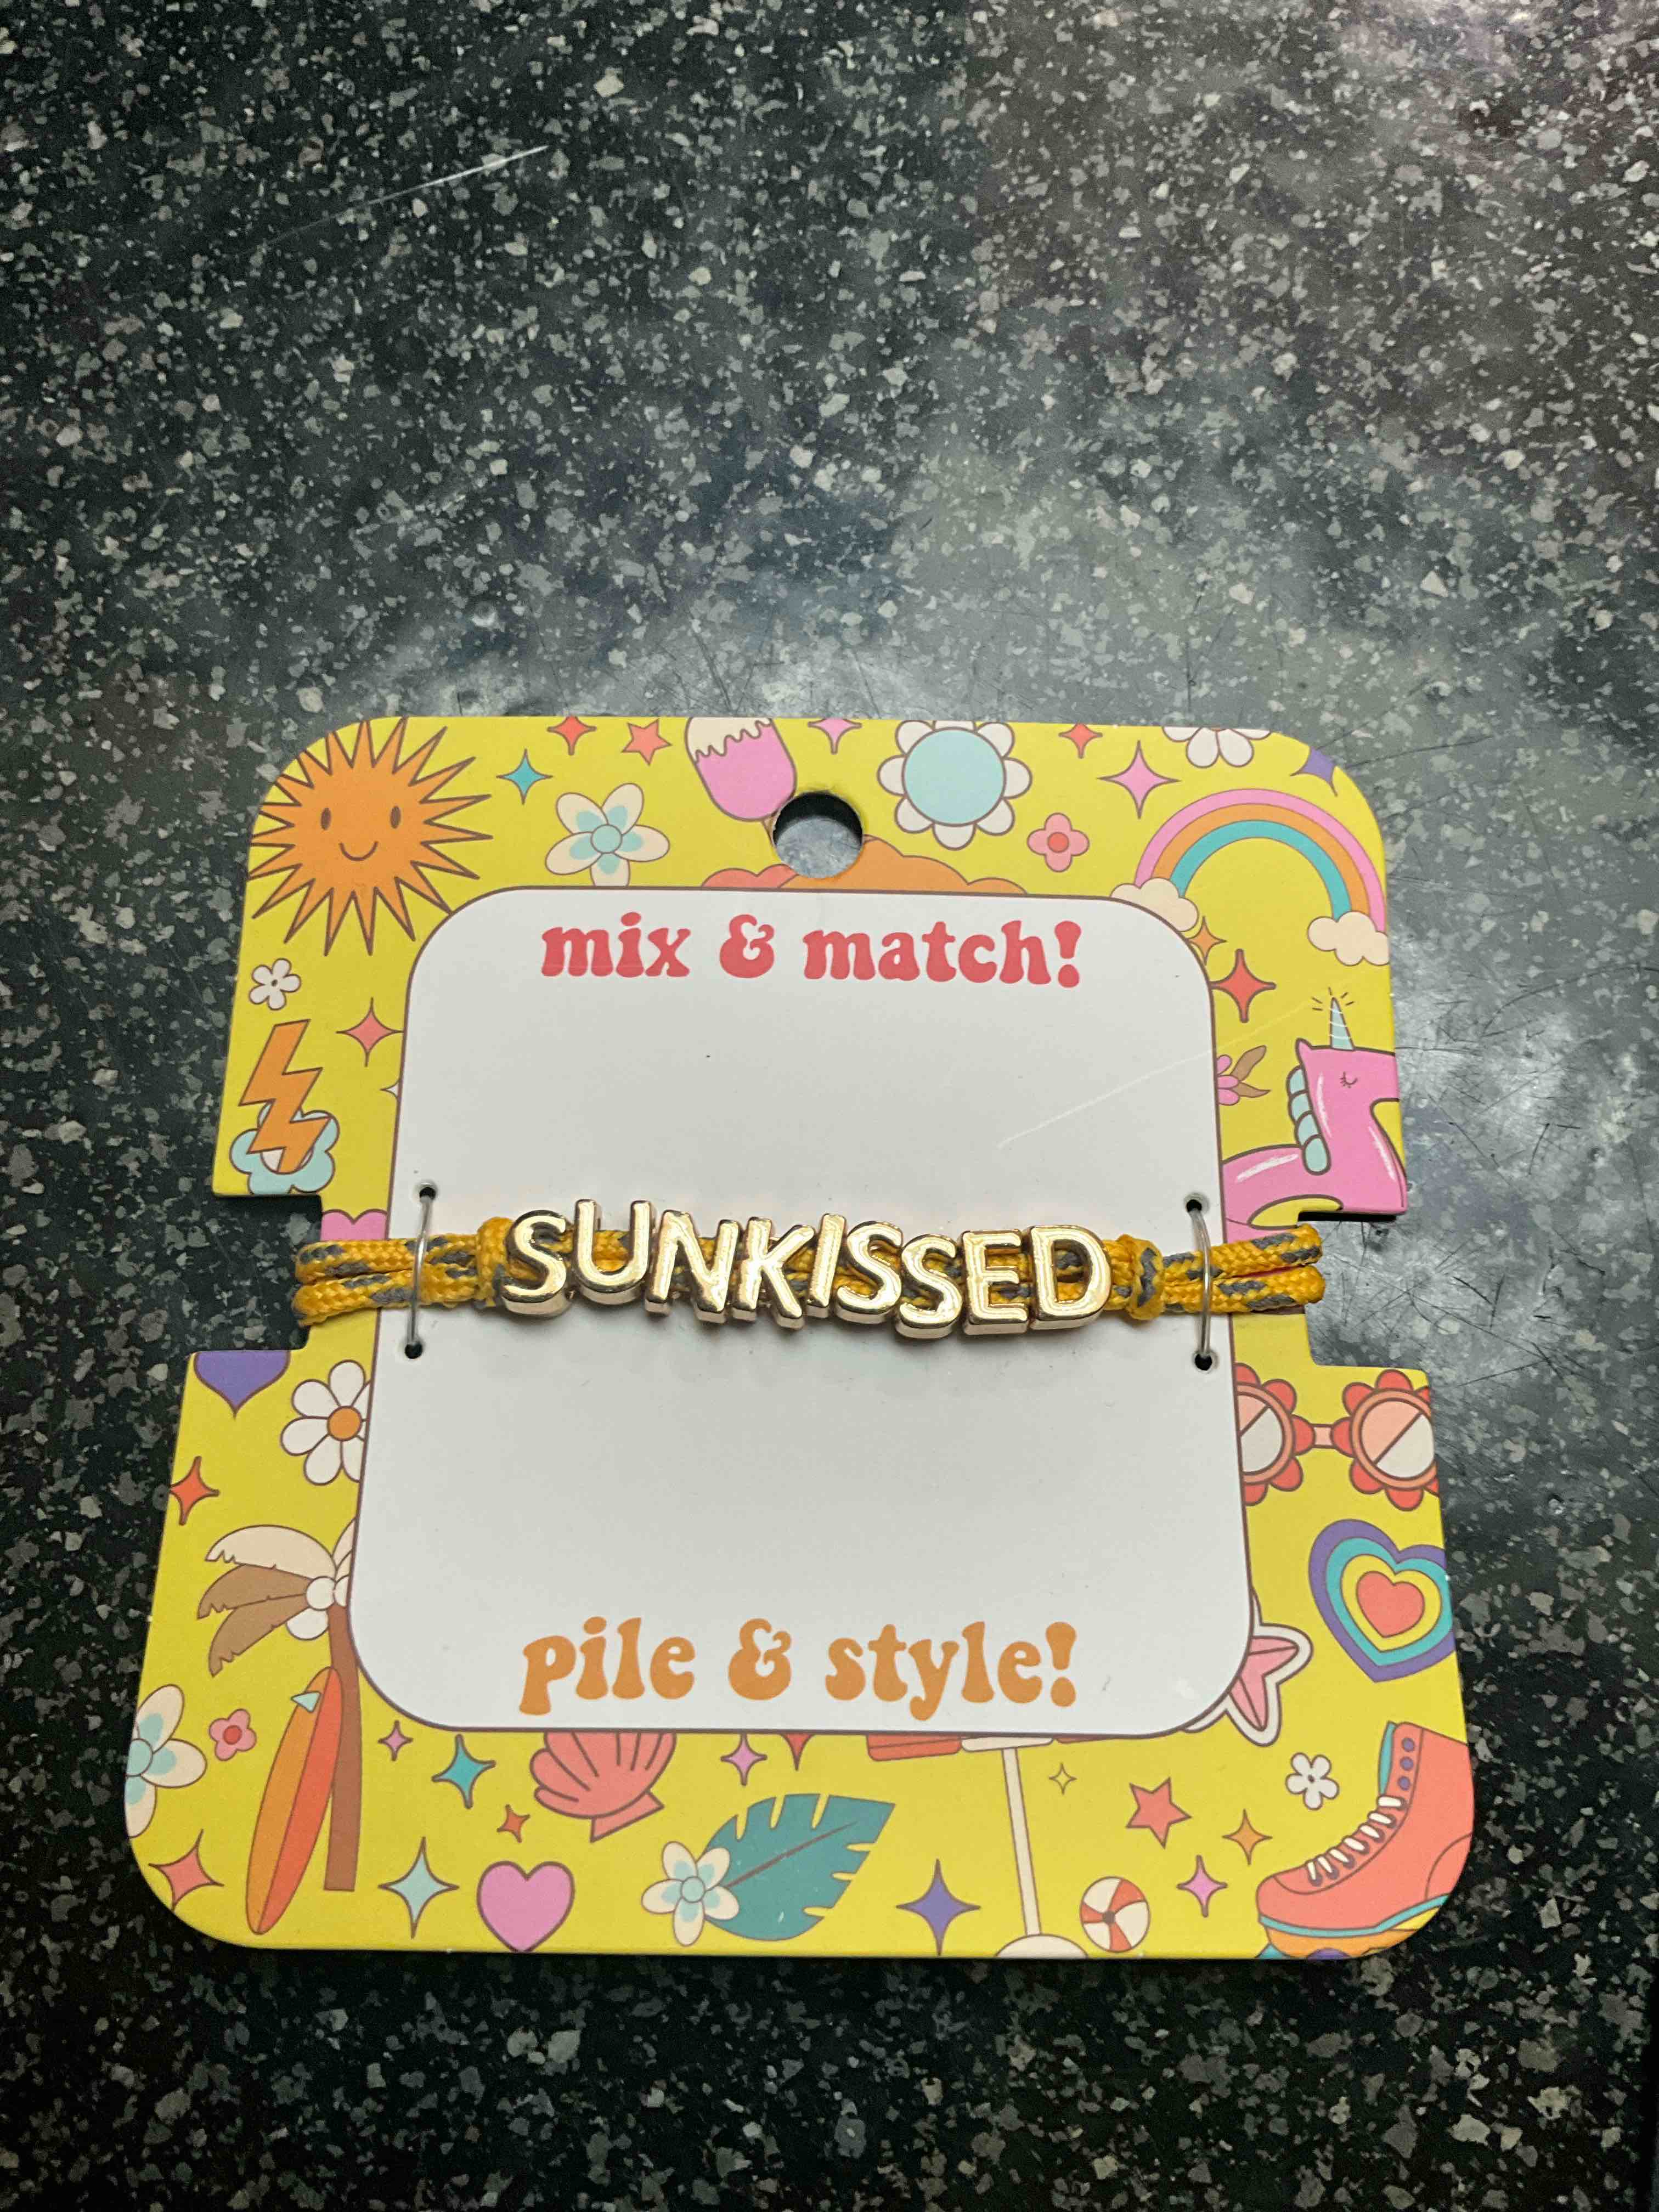 mix & match!
SUNKISSED
pile & style!